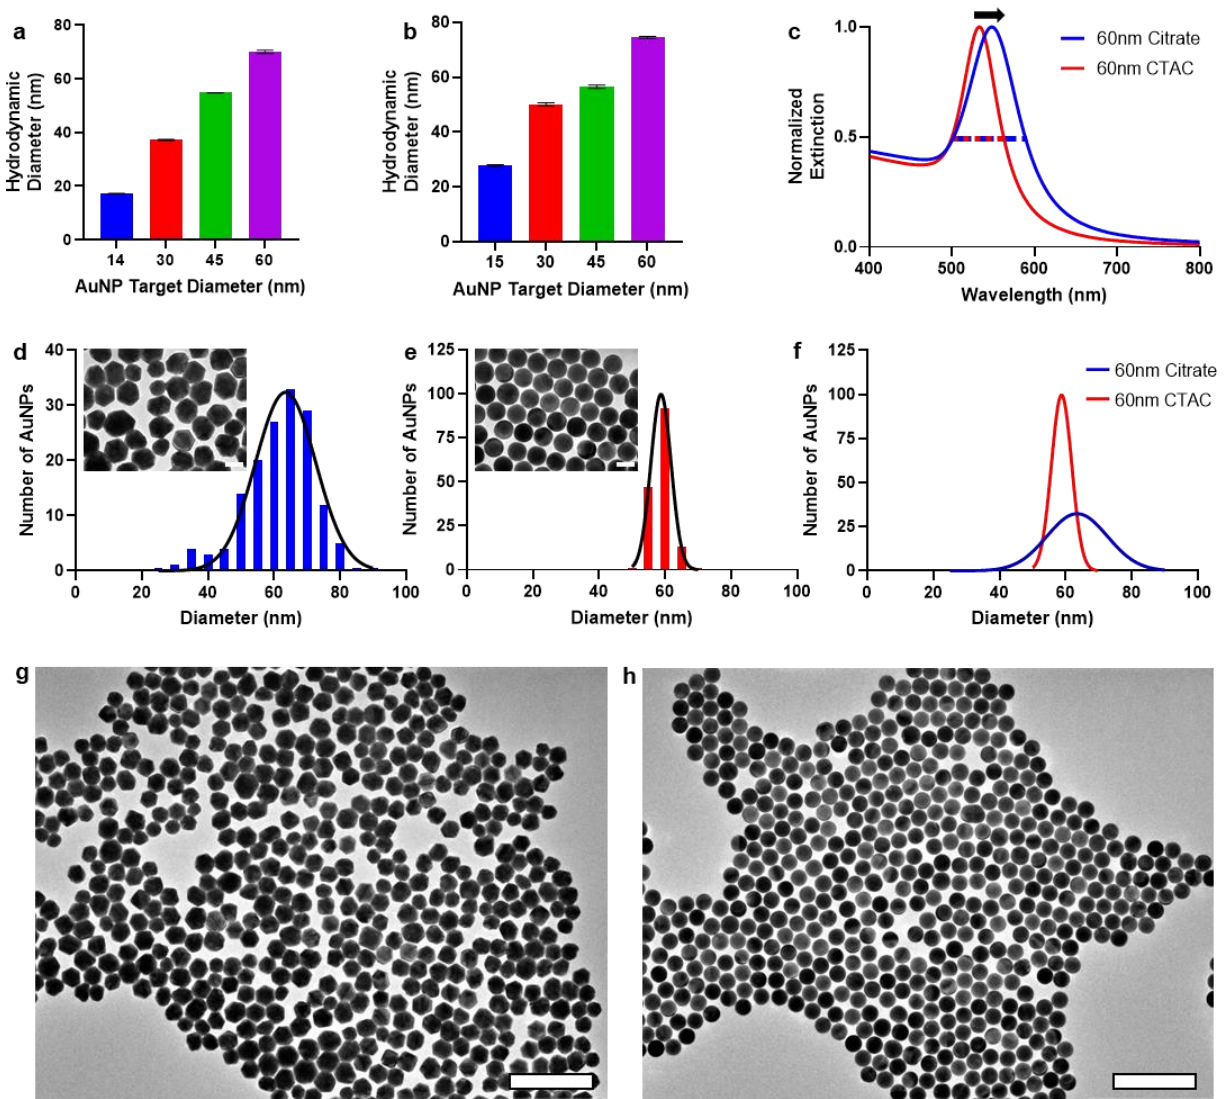 a
Hydrodynamic
Diameter (nm)
80
60
40
20
0
14 30 45 60
AuNP Target Diameter (nm)
b
Hydrodynamic
Diameter (nm)
80
60
40
20
0
15 30 45 60
AuNP Target Diameter (nm)
c
Normalized
Extinction
1.0
0.5
0.0
400 500 600 700 800
Wavelength (nm)
60nm Citrate
60nm CTAC
d
Number of AuNPs
40
30
20
10
0
0 20 40 60 80 100
Diameter (nm)
e
Number of AuNPs
125
100
75
50
25
0
0 20 40 60 80 100
Diameter (nm)
f
Number of AuNPs
125
100
75
50
25
0
0 20 40 60 80 100
Diameter (nm)
60nm Citrate
60nm CTAC
g
h